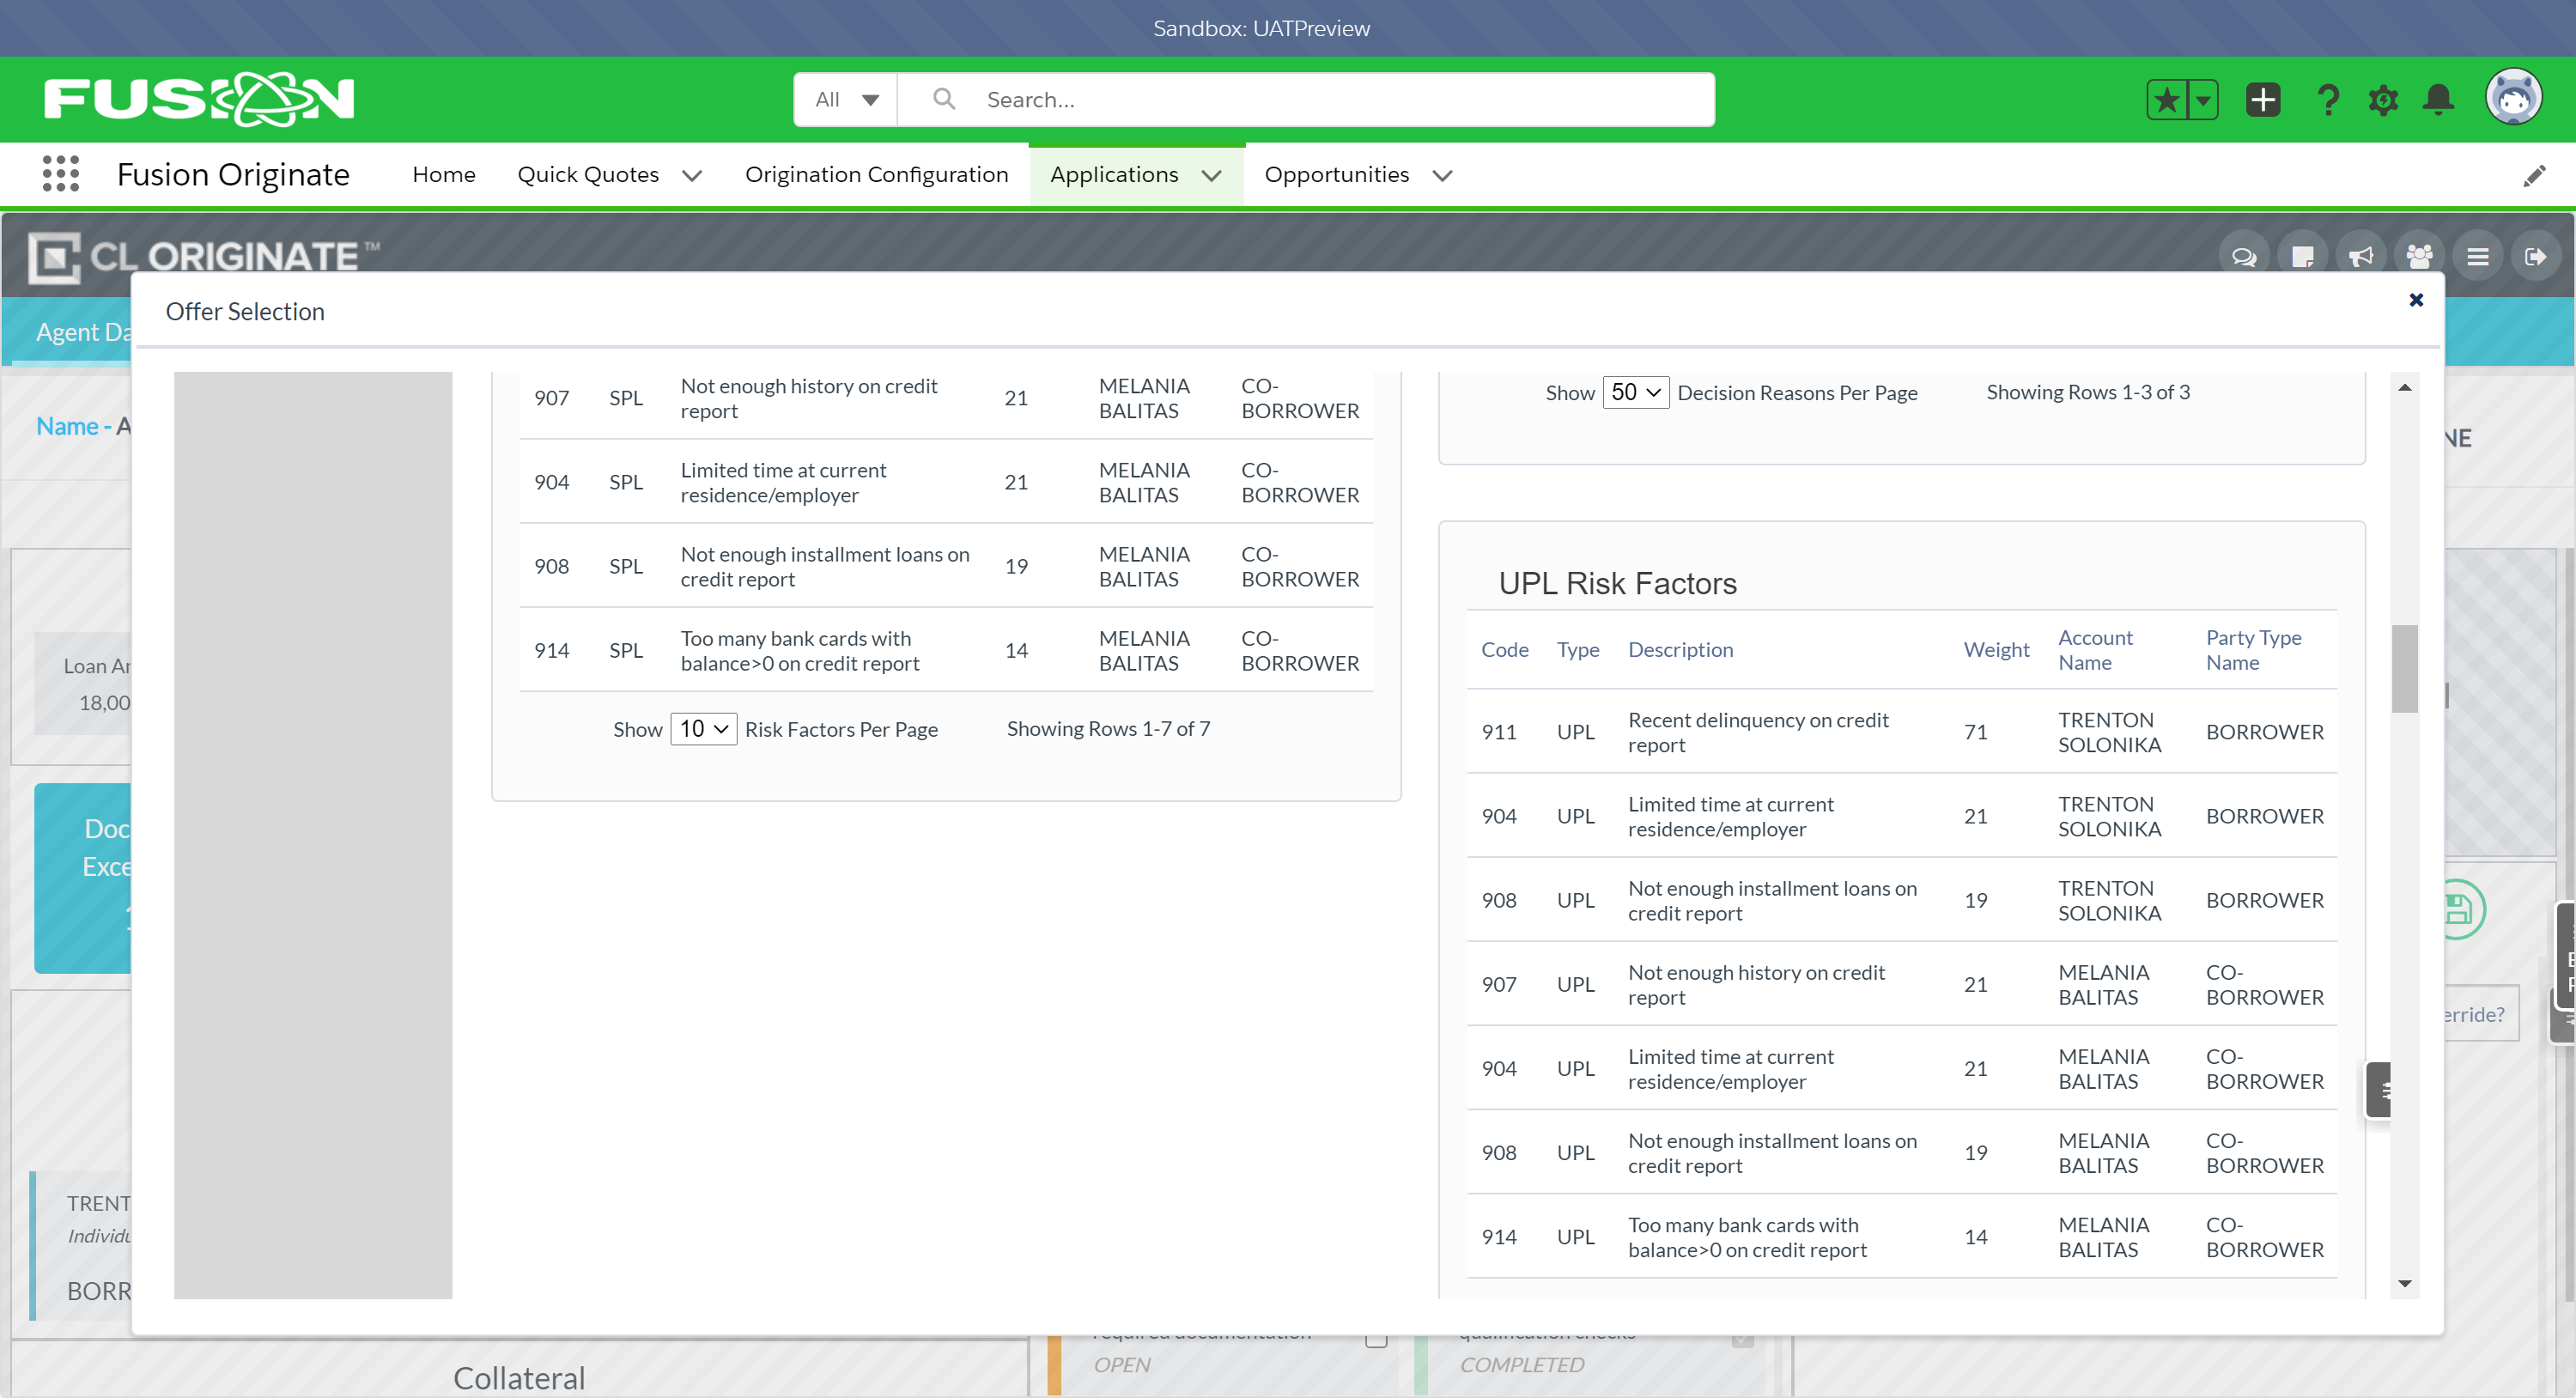 Sandbox: UATPreview
FUSION
All
Search...
Fusion Originate
Home
Quick Quotes
Origination Configuration
Applications
Opportunities
CL ORIGINATE™
Agent Da
Offer Selection
Name - A
NE
Loan Ar
18,00
Doc
Exce
TRENT
Individu
BORR
907 SPL Not enough history on credit report 21 MELANIA BALITAS CO-BORROWER
904 SPL Limited time at current residence/employer 21 MELANIA BALITAS CO-BORROWER
908 SPL Not enough installment loans on credit report 19 MELANIA BALITAS CO-BORROWER
914 SPL Too many bank cards with balance>0 on credit report 14 MELANIA BALITAS CO-BORROWER
Show 10 Risk Factors Per Page Showing Rows 1-7 of 7
Show 50 Decision Reasons Per Page Showing Rows 1-3 of 3
UPL Risk Factors
Code Type Description Weight Account Name Party Type Name
911 UPL Recent delinquency on credit report 71 TRENTON SOLONIKA BORROWER
904 UPL Limited time at current residence/employer 21 TRENTON SOLONIKA BORROWER
908 UPL Not enough installment loans on credit report 19 TRENTON SOLONIKA BORROWER
907 UPL Not enough history on credit report 21 MELANIA BALITAS CO-BORROWER
904 UPL Limited time at current residence/employer 21 MELANIA BALITAS CO-BORROWER
908 UPL Not enough installment loans on credit report 19 MELANIA BALITAS CO-BORROWER
914 UPL Too many bank cards with balance>0 on credit report 14 MELANIA BALITAS CO-BORROWER
erride?
required documentation
OPEN
qualification checks
COMPLETED
Collateral